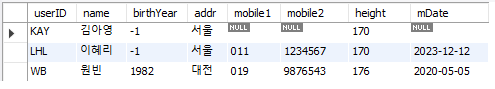 userID name birthYear addr mobile1 mobile2 height mDate
KAY 김아영 -1 서울 NULL NULL 170 NULL
LHL 이혜리 -1 서울 011 1234567 170 2023-12-12
WB 원빈 1982 대전 019 9876543 176 2020-05-05